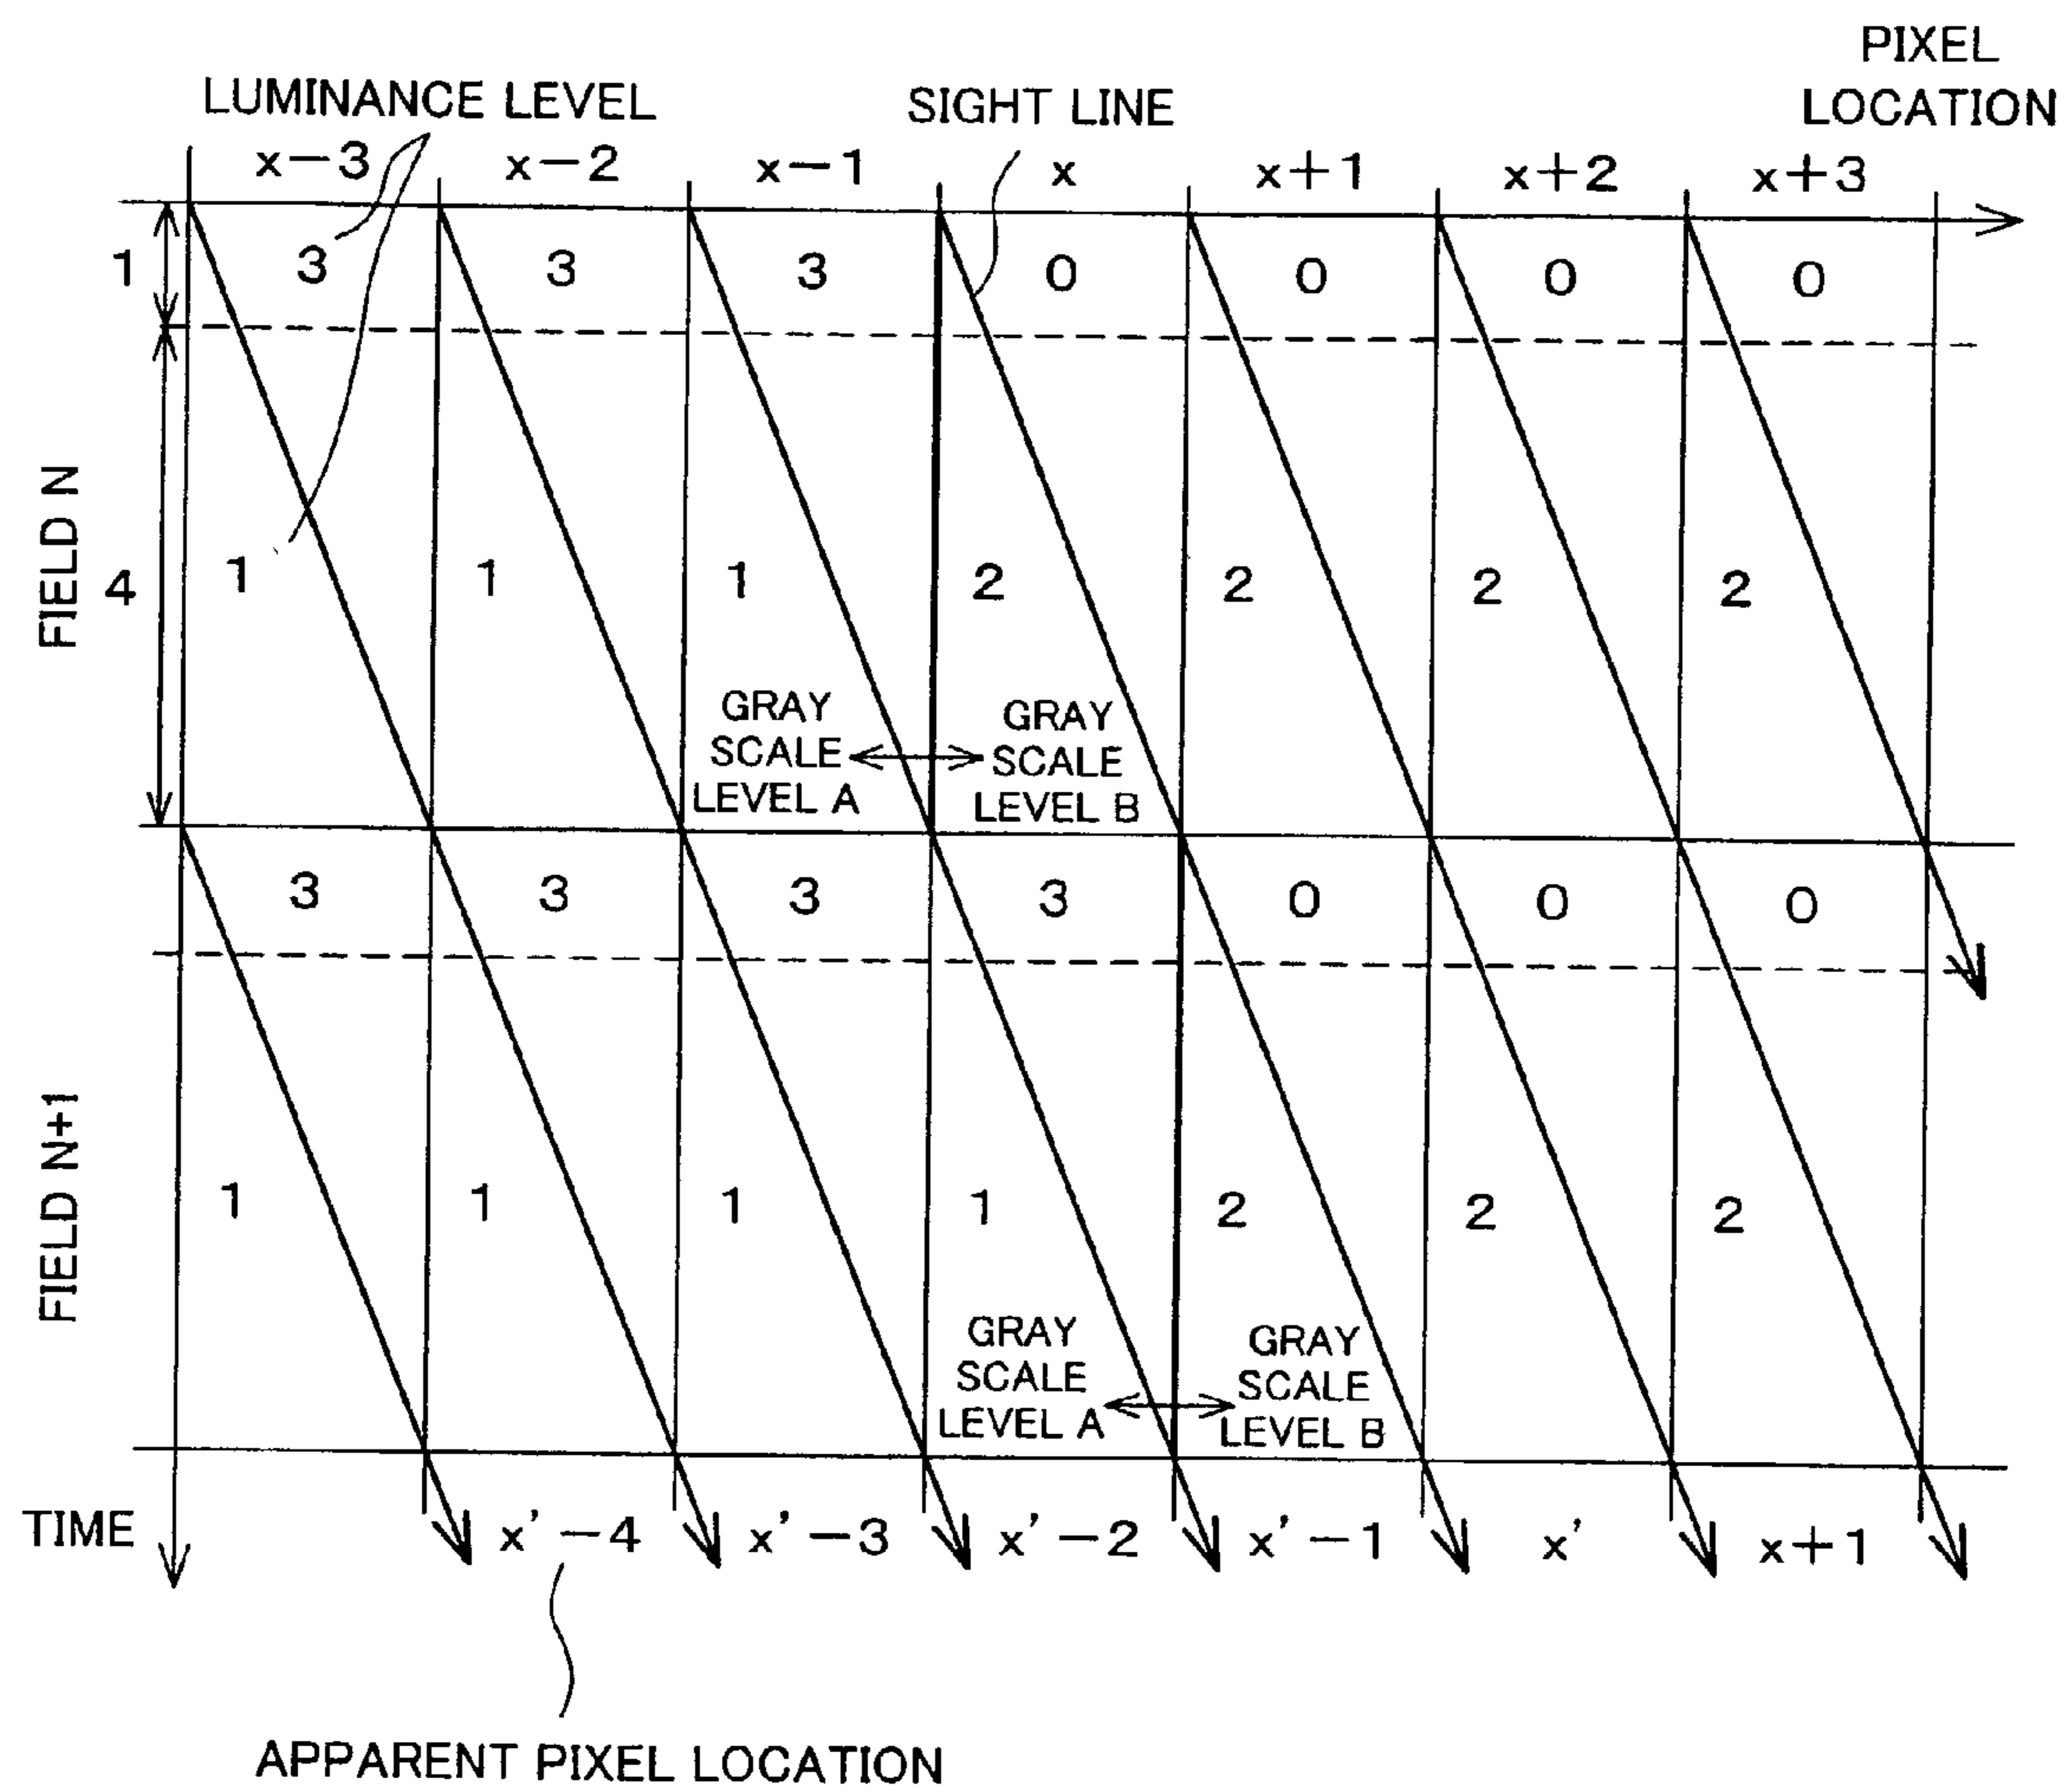 PIXEL
LOCATION
LUMINANCE LEVEL
SIGHT LINE
x−3 x−2 x−1 x x+1 x+2 x+3
1 3 3 3 0 0 0 0
FIELD N
4 1 1 1 2 2 2 2
GRAY
SCALE
LEVEL A
GRAY
SCALE
LEVEL B
3 3 3 3 0 0 0
FIELD N+1
1 1 1 1 2 2 2
GRAY
SCALE
LEVEL A
GRAY
SCALE
LEVEL B
TIME
x'−4 x'−3 x'−2 x'−1 x' x+1
APPARENT PIXEL LOCATION